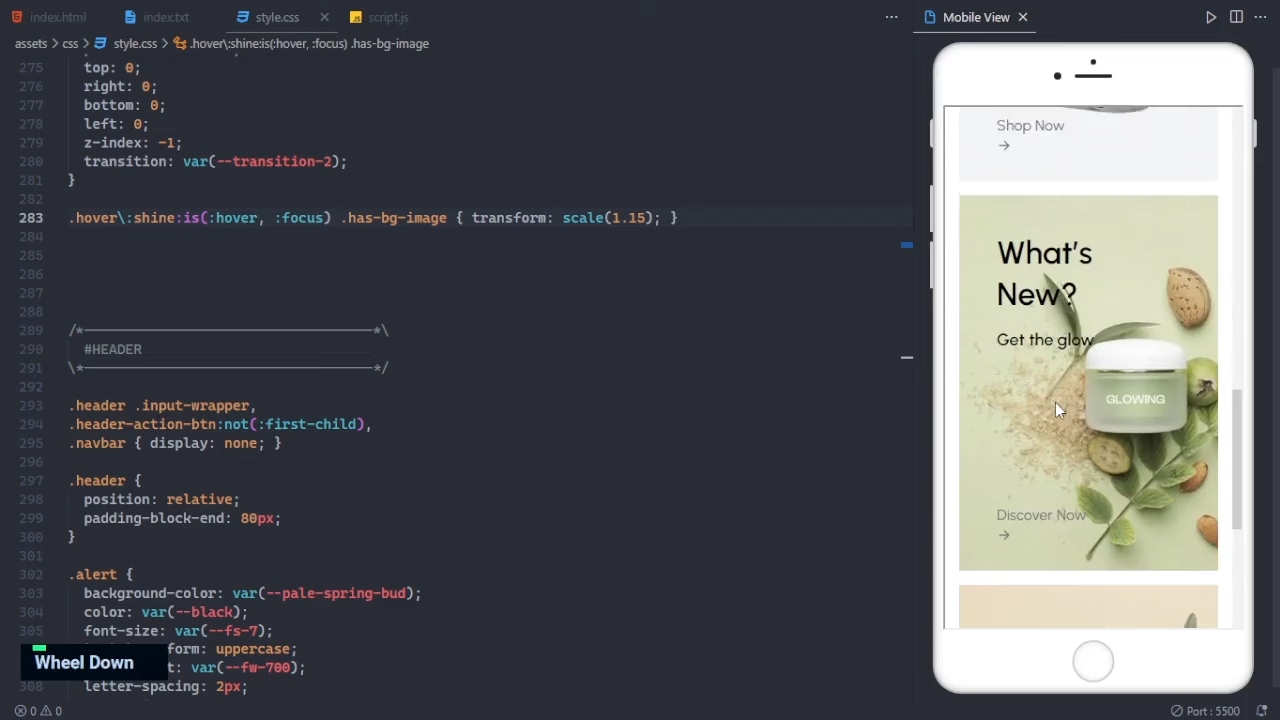 index.html
index.txt
style.css
script.js
Mobile View
assets > css > style.css > .hover\:shine:is(:hover, :focus) .has-bg-image
275 top: 0;
276 right: 0;
277 bottom: 0;
278 left: 0;
279 z-index: -1;
280 transition: var(--transition-2);
281 }
282
283 .hover\:shine:is(:hover, :focus) .has-bg-image { transform: scale(1.15); }
284
285
286
287
288
289 /*-----------------------------------*\
290 #HEADER
291 \*-----------------------------------*/
292
293 .header .input-wrapper,
294 .header-action-btn:not(:first-child),
295 .navbar { display: none; }
296
297 .header {
298 position: relative;
299 padding-block-end: 80px;
300 }
301
302 .alert {
303 background-color: var(--pale-spring-bud);
304 color: var(--black);
305 font-size: var(--fs-7);
form: uppercase;
t: var(--fw-700);
308 letter-spacing: 2px;
Wheel Down
0 0
Port : 5500
Shop Now
→
What's
New?
Get the glow
GLOWING
Discover Now
→